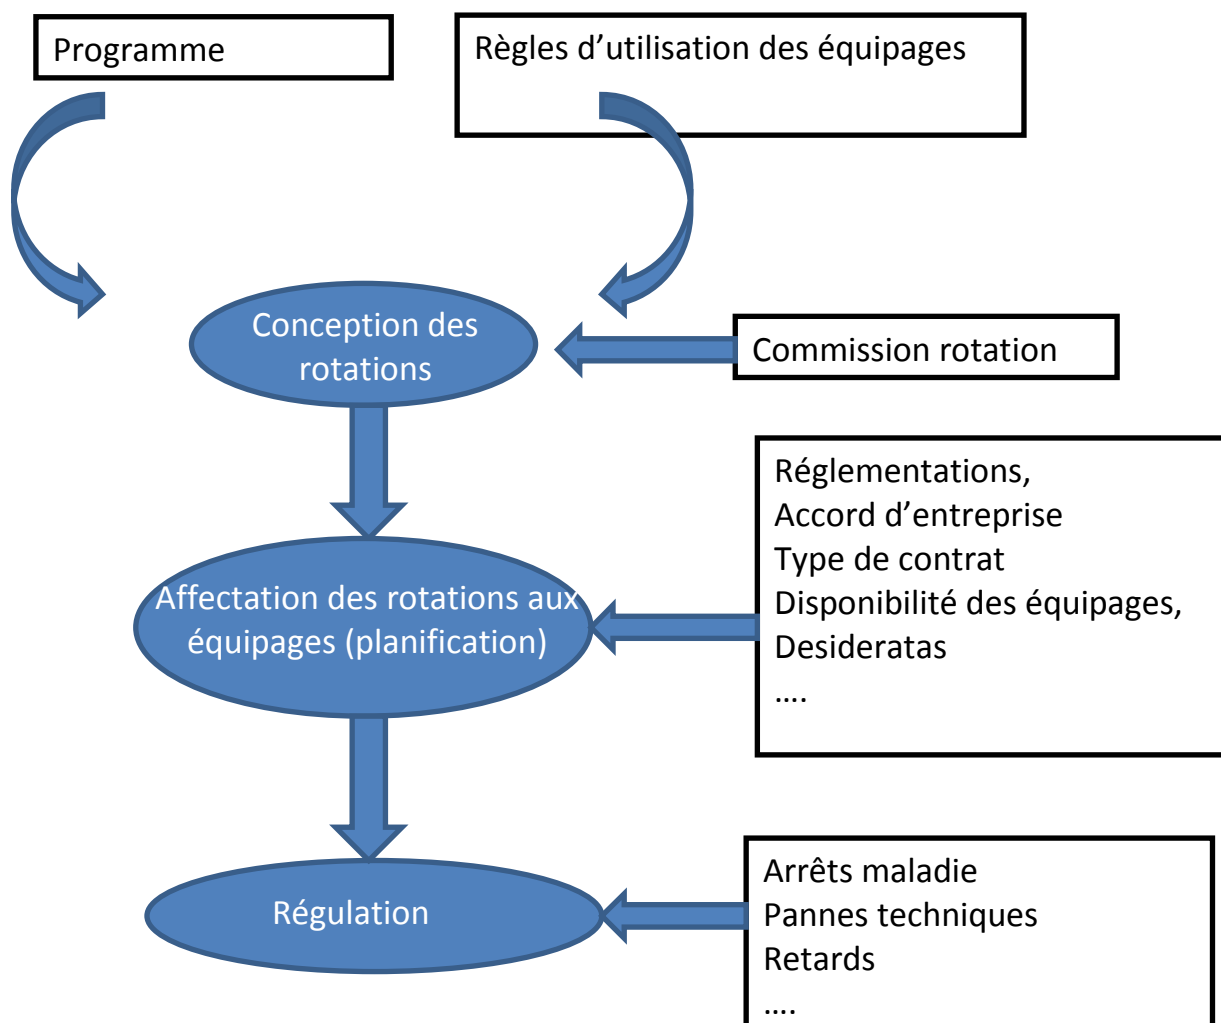 Programme
Règles d’utilisation des équipages
Conception des
rotations
Commission rotation
Réglementations,
Accord d’entreprise
Type de contrat
Disponibilité des équipages,
Desideratas
….
Affectation des rotations aux
équipages (planification)
Régulation
Arrêts maladie
Pannes techniques
Retards
….